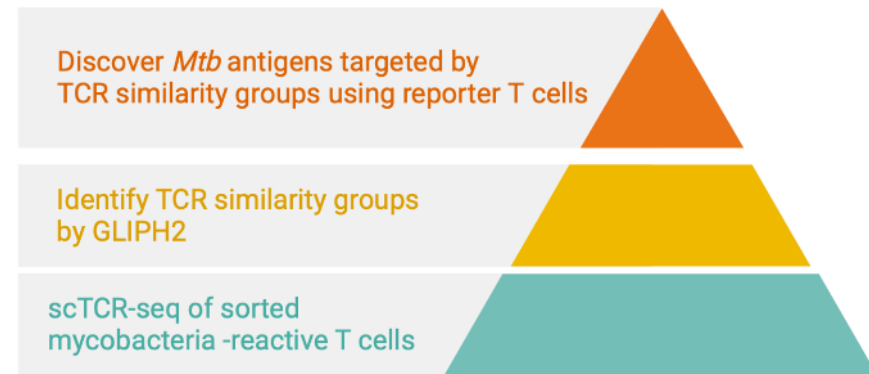 Discover Mtb antigens targeted by
TCR similarity groups using reporter T cells
Identify TCR similarity groups
by GLIPH2
scTCR-seq of sorted
mycobacteria -reactive T cells